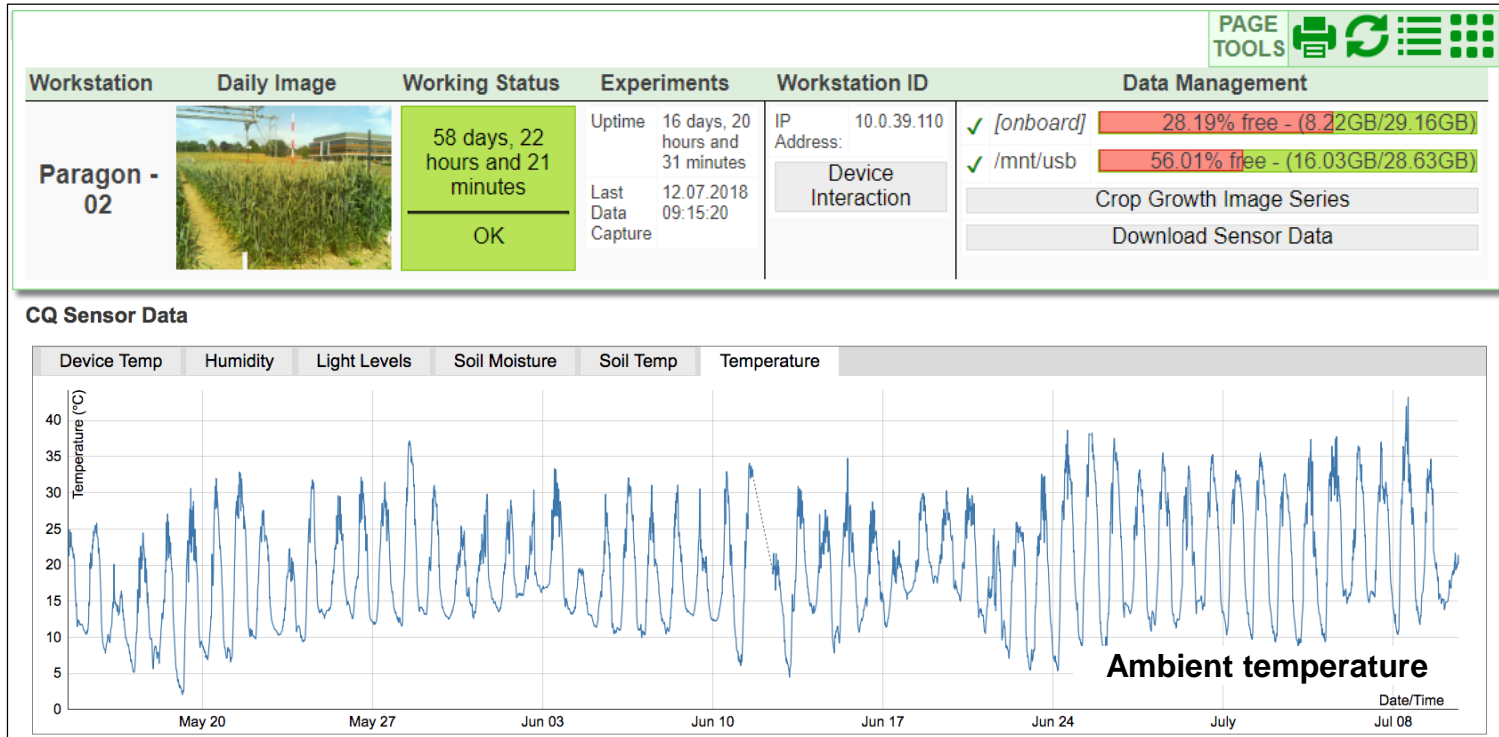 PAGE
TOOLS
Workstation Daily Image Working Status Experiments Workstation ID Data Management
Paragon -
02
58 days, 22
hours and 21
minutes
OK
Uptime 16 days, 20
hours and
31 minutes
Last 12.07.2018
Data 09:15:20
Capture
IP 10.0.39.110
Address:
Device
Interaction
✓ [onboard] 28.19% free - (8.22GB/29.16GB)
✓ /mnt/usb 56.01% free - (16.03GB/28.63GB)
Crop Growth Image Series
Download Sensor Data
CQ Sensor Data
Device Temp Humidity Light Levels Soil Moisture Soil Temp Temperature
Temperature (°C)
40
35
30
25
20
15
10
5
0
Ambient temperature
Date/Time
May 20 May 27 Jun 03 Jun 10 Jun 17 Jun 24 July Jul 08